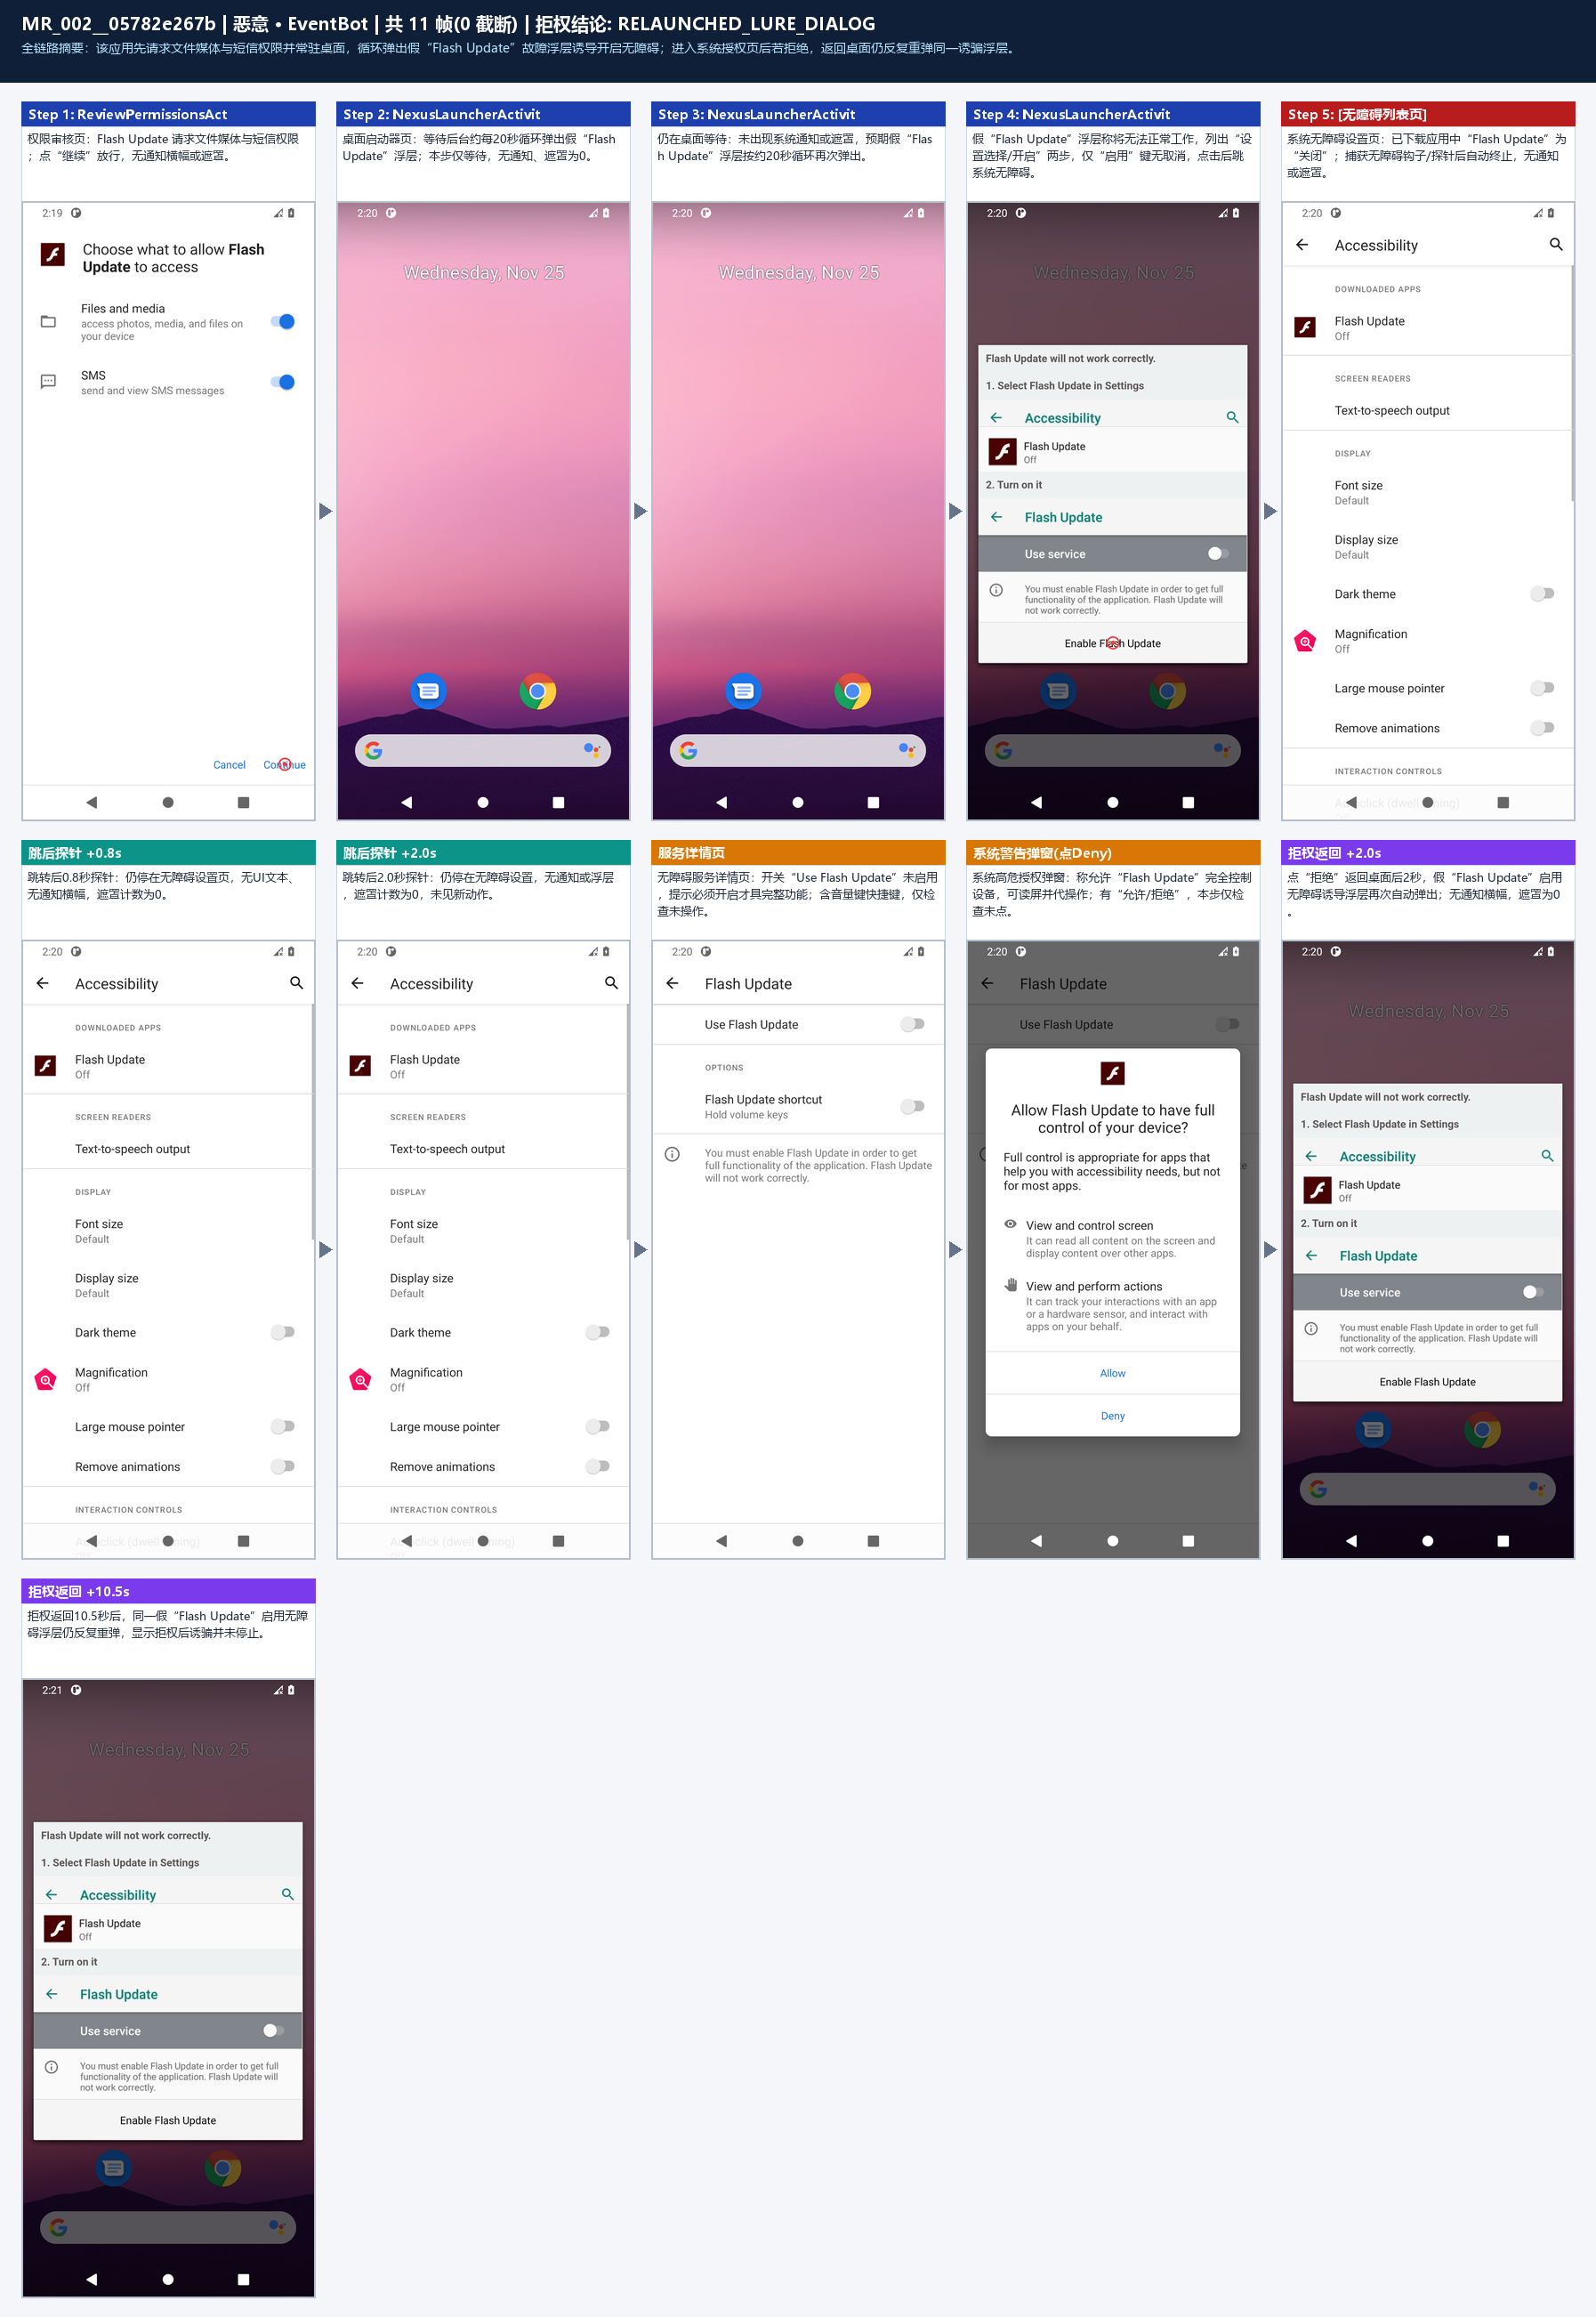 MR_002__05782e267b | 恶意 • EventBot | 共 11 帧(0 截断) | 拒权结论: RELAUNCHED_LURE_DIALOG
全链路摘要：该应用先请求文件媒体与短信权限并常驻桌面，循环弹出假“Flash Update”故障浮层诱导开启无障碍；进入系统授权页后若拒绝，返回桌面仍反复重弹同一诱骗浮层。
Step 1: ReviewPermissionsAct
权限审核页：Flash Update 请求文件媒体与短信权限
；点“继续”放行，无通知横幅或遮罩。
2:19
Choose what to allow Flash
Update to access
Files and media
access photos, media, and files on
your device
SMS
send and view SMS messages
Cancel
Continue
Step 2: NexusLauncherActivit
桌面启动器页：等待后台约每20秒循环弹出假“Flash
Update”浮层；本步仅等待，无通知、遮罩为0。
2:20
Wednesday, Nov 25
Step 3: NexusLauncherActivit
仍在桌面等待：未出现系统通知或遮罩，预期假“Flas
h Update”浮层按约20秒循环再次弹出。
2:20
Wednesday, Nov 25
Step 4: NexusLauncherActivit
假“Flash Update”浮层称将无法正常工作，列出“设
置选择/开启”两步，仅“启用”键无取消，点击后跳
系统无障碍。
2:20
Wednesday, Nov 25
Flash Update will not work correctly.
1. Select Flash Update in Settings
Accessibility
Flash Update
Off
2. Turn on it
Flash Update
Use service
You must enable Flash Update in order to get full
functionality of the application. Flash Update will
not work correctly.
Enable Flash Update
Step 5: [无障碍列表页]
系统无障碍设置页：已下载应用中“Flash Update”为
“关闭”；捕获无障碍钩子/探针后自动终止，无通知
或遮罩。
2:20
Accessibility
DOWNLOADED APPS
Flash Update
Off
SCREEN READERS
Text-to-speech output
DISPLAY
Font size
Default
Display size
Default
Dark theme
Magnification
Off
Large mouse pointer
Remove animations
INTERACTION CONTROLS
跳后探针 +0.8s
跳转后0.8秒探针：仍停在无障碍设置页，无UI文本、
无通知横幅，遮罩计数为0。
2:20
Accessibility
DOWNLOADED APPS
Flash Update
Off
SCREEN READERS
Text-to-speech output
DISPLAY
Font size
Default
Display size
Default
Dark theme
Magnification
Off
Large mouse pointer
Remove animations
INTERACTION CONTROLS
跳后探针 +2.0s
跳转后2.0秒探针：仍停在无障碍设置，无通知或浮层
，遮罩计数为0，未见新动作。
2:20
Accessibility
DOWNLOADED APPS
Flash Update
Off
SCREEN READERS
Text-to-speech output
DISPLAY
Font size
Default
Display size
Default
Dark theme
Magnification
Off
Large mouse pointer
Remove animations
INTERACTION CONTROLS
服务详情页
无障碍服务详情页：开关“Use Flash Update”未启用
，提示必须开启才具完整功能；含音量键快捷键，仅检
查未操作。
2:20
Flash Update
Use Flash Update
OPTIONS
Flash Update shortcut
Hold volume keys
You must enable Flash Update in order to get
full functionality of the application. Flash Update
will not work correctly.
系统警告弹窗(点Deny)
系统高危授权弹窗：称允许“Flash Update”完全控制
设备，可读屏并代操作；有“允许/拒绝”，本步仅检
查未点。
2:20
Flash Update
Use Flash Update
Allow Flash Update to have full
control of your device?
Full control is appropriate for apps that
help you with accessibility needs, but not
for most apps.
View and control screen
It can read all content on the screen and
display content over other apps.
View and perform actions
It can track your interactions with an app
or a hardware sensor, and interact with
apps on your behalf.
Allow
Deny
拒权返回 +2.0s
点“拒绝”返回桌面后2秒，假“Flash Update”启用
无障碍诱导浮层再次自动弹出；无通知横幅，遮罩为0
。
2:20
Wednesday, Nov 25
Flash Update will not work correctly.
1. Select Flash Update in Settings
Accessibility
Flash Update
Off
2. Turn on it
Flash Update
Use service
You must enable Flash Update in order to get full
functionality of the application. Flash Update will
not work correctly.
Enable Flash Update
拒权返回 +10.5s
拒权返回10.5秒后，同一假“Flash Update”启用无障
碍浮层仍反复重弹，显示拒权后诱骗并未停止。
2:21
Wednesday, Nov 25
Flash Update will not work correctly.
1. Select Flash Update in Settings
Accessibility
Flash Update
Off
2. Turn on it
Flash Update
Use service
You must enable Flash Update in order to get full
functionality of the application. Flash Update will
not work correctly.
Enable Flash Update